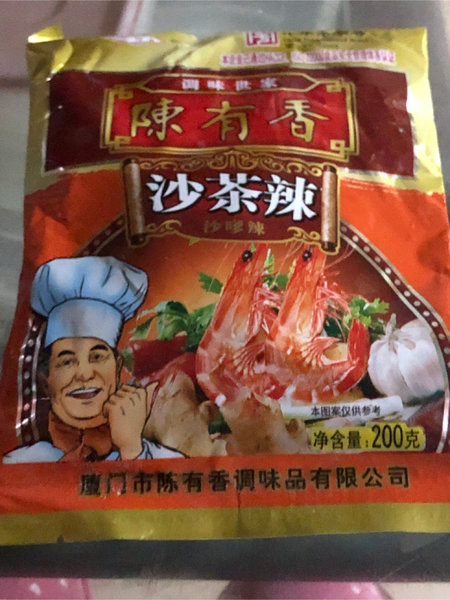 调味世家
陳有香
沙茶辣
沙嗲辣
本图案仅供参考
净含量: 200克
厦门市陈有香调味品有限公司